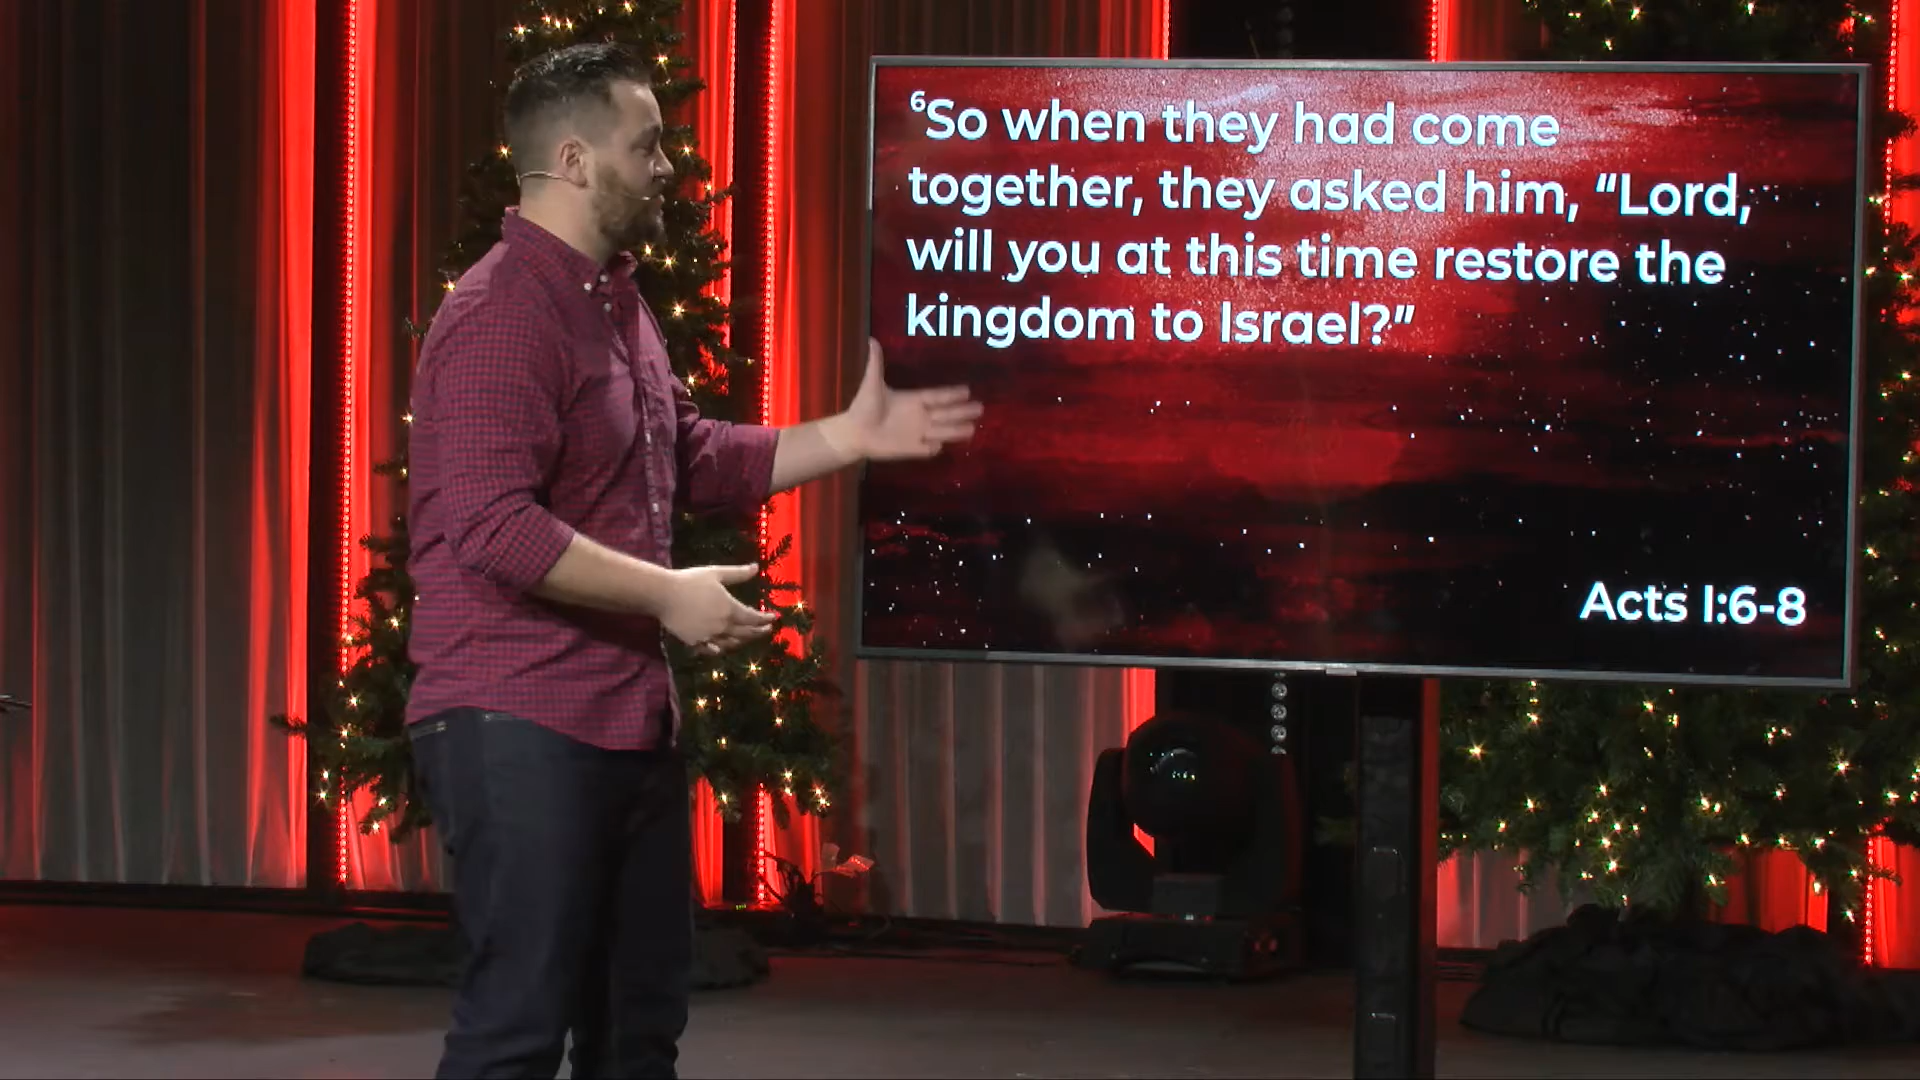 ⁶So when they had come
together, they asked him, “Lord,
will you at this time restore the
kingdom to Israel?”
Acts 1:6-8